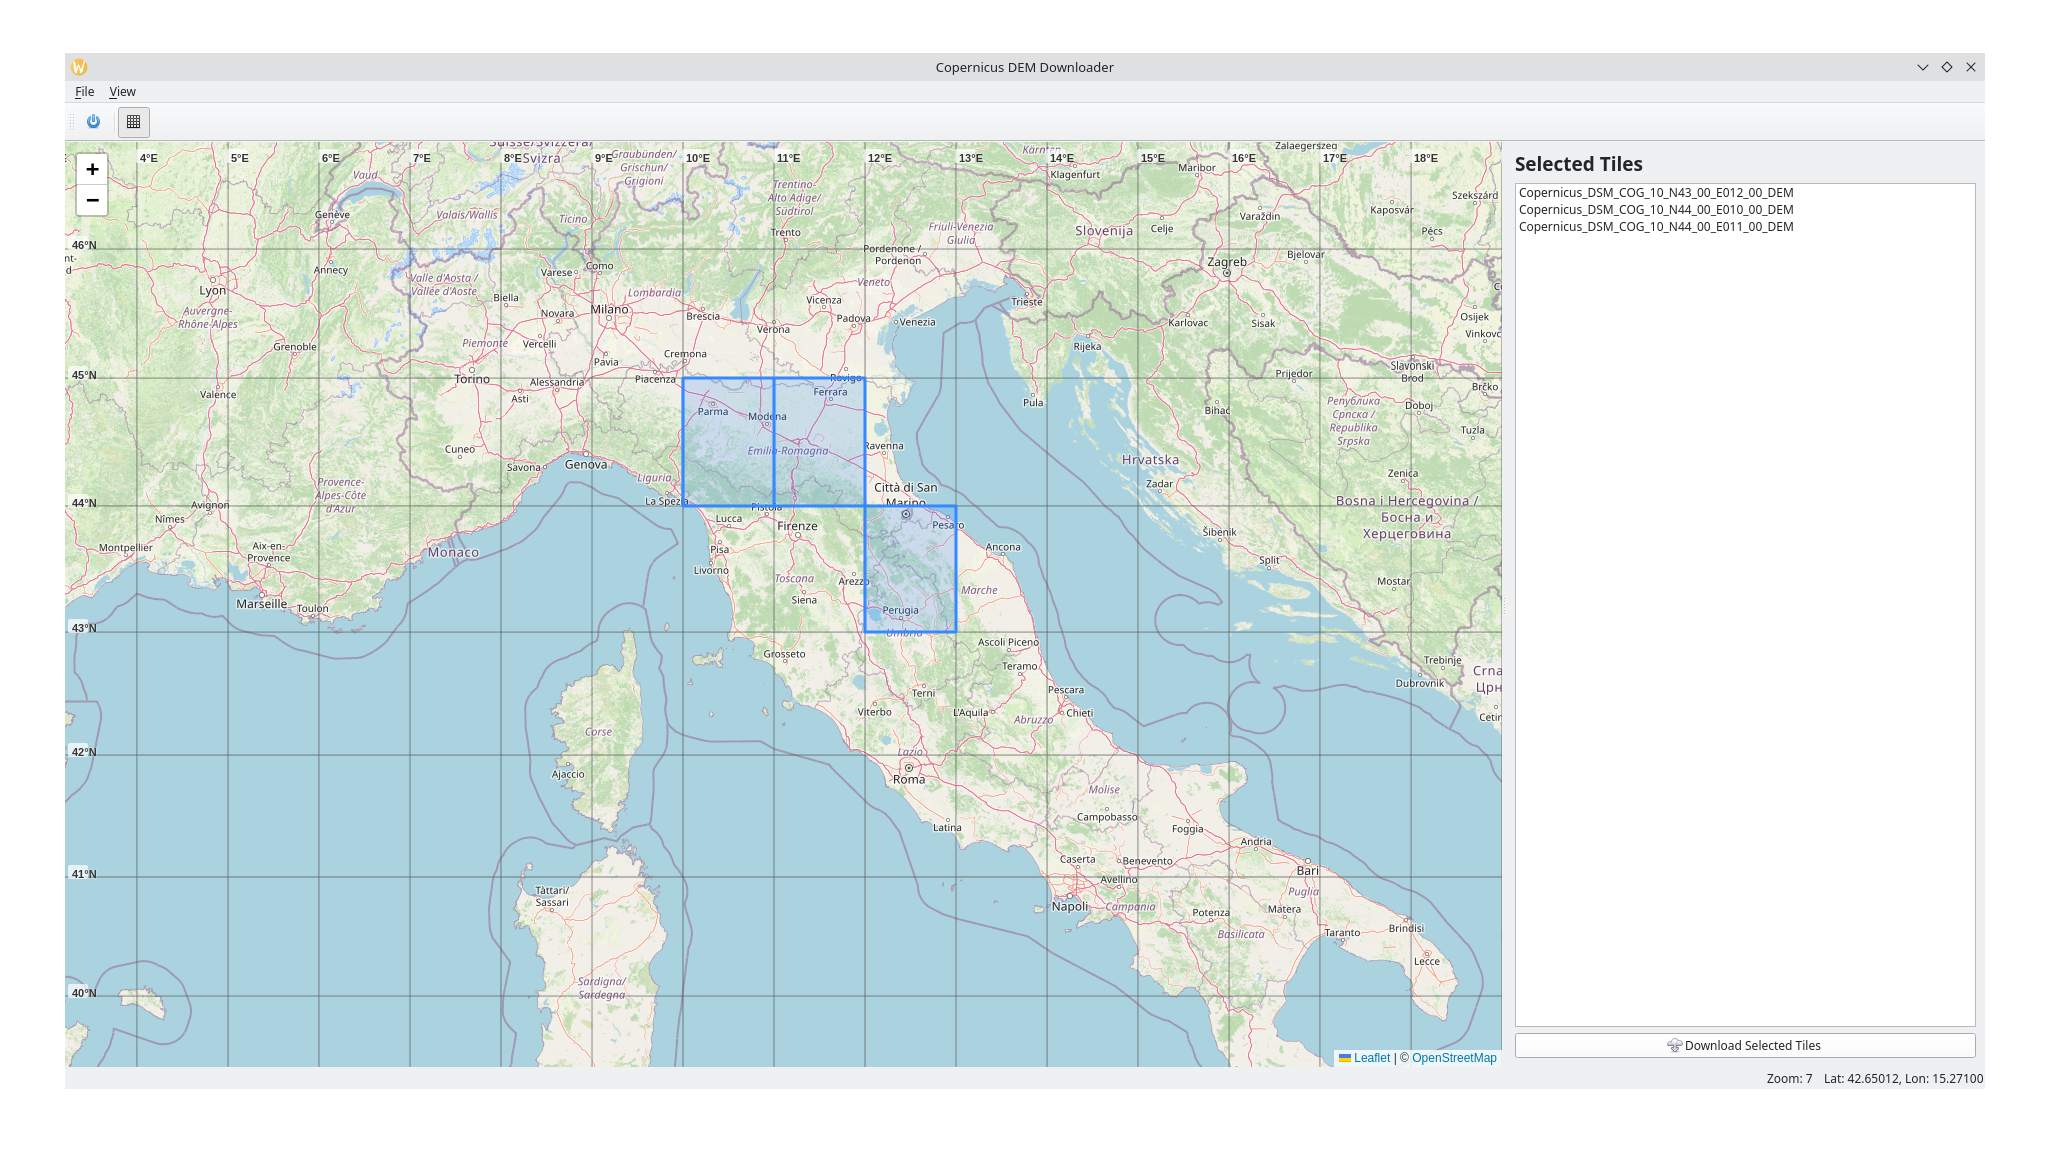 Copernicus DEM Downloader
File
View
4°E
5°E
6°E
7°E
8°E
9°E
10°E
11°E
12°E
13°E
14°E
15°E
16°E
17°E
18°E
+
−
46°N
45°N
44°N
43°N
42°N
41°N
40°N
Svizra
Graubünden/
Grischun/
Grigioni
Kärnten
Klagenfurt
Maribor
Zalaegerszeg
Szekszárd
Vaud
Genève
Valais/Wallis
Ticino
Trentino-
Alto Adige/
Südtirol
Trento
Friuli-Venezia
Giulia
Pordenone /
Pordenon
Slovenija
Celje
Varaždin
Kaposvár
Pécs
Annecy
Lyon
Auvergne-
Rhône-Alpes
Valle d'Aosta /
Vallée d'Aoste
Biella
Varese
Como
Lombardia
Novara
Milano
Brescia
Verona
Vicenza
Veneto
Padova
Venezia
Trieste
Zagreb
Bjelovar
Karlovac
Sisak
Osijek
Vinkovc
Grenoble
Valence
Piemonte
Vercelli
Pavia
Cremona
Piacenza
Torino
Asti
Alessandria
Rovigo
Ferrara
Parma
Modena
Emilia-Romagna
Ravenna
Rijeka
Pula
Prijedor
Slavonski
Brod
Brčko
Bihać
Република
Српска /
Republika
Srpska
Doboj
Tuzla
Cuneo
Savona
Genova
Liguria
La Spezia
Città di San
Marino
Hrvatska
Zadar
Zenica
Bosna i Hercegovina /
Босна и
Херцеговина
Provence-
Alpes-Côte
d'Azur
Avignon
Nîmes
Montpellier
Aix-en-
Provence
Monaco
Marseille
Toulon
Pistoia
Lucca
Firenze
Pisa
Livorno
Toscana
Arezzo
Siena
Pesaro
Ancona
Marche
Perugia
Umbria
Šibenik
Split
Mostar
Grosseto
Ascoli Piceno
Teramo
Terni
Pescara
Viterbo
L'Aquila
Abruzzo
Chieti
Trebinje
Dubrovnik
Crna
Црн
Cetin
Corse
Ajaccio
Lazio
Roma
Latina
Molise
Campobasso
Foggia
Andria
Bari
Caserta
Benevento
Avellino
Napoli
Campania
Puglia
Potenza
Matera
Basilicata
Taranto
Brindisi
Lecce
Tàttari/
Sassari
Sardigna/
Sardegna
Leaflet | © OpenStreetMap
Selected Tiles
Copernicus_DSM_COG_10_N43_00_E012_00_DEM
Copernicus_DSM_COG_10_N44_00_E010_00_DEM
Copernicus_DSM_COG_10_N44_00_E011_00_DEM
Download Selected Tiles
Zoom: 7 Lat: 42.65012, Lon: 15.27100